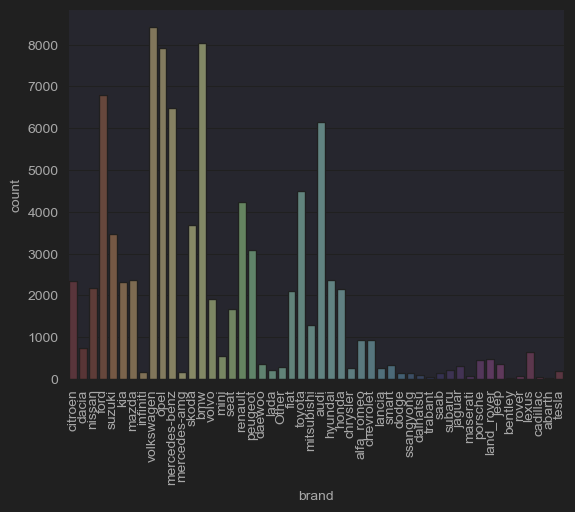 8000
7000
6000
5000
4000
3000
2000
1000
0
count
citroen
dacia
nissan
ford
suzuki
kia
mazda
infiniti
volkswagen
opel
mercedes-benz
mercedes-amg
skoda
bmw
volvo
mini
seat
renault
peugeot
daewoo
lada
Other
fiat
toyota
mitsubishi
audi
hyundai
honda
chrysler
alfa_romeo
chevrolet
lancia
smart
dodge
ssangyong
daihatsu
trabant
saab
subaru
jaguar
maserati
porsche
land_rover
jeep
bentley
rover
lexus
cadillac
abarth
tesla
brand